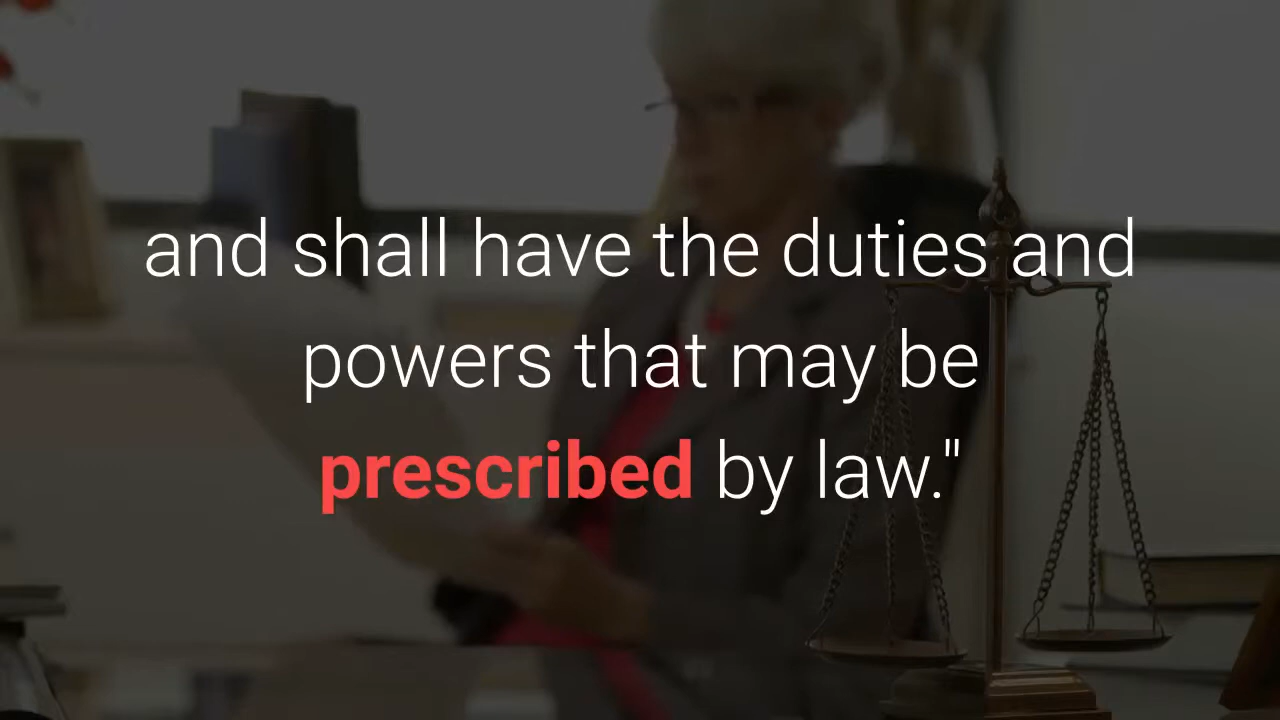 and shall have the duties and
powers that may be
prescribed by law."